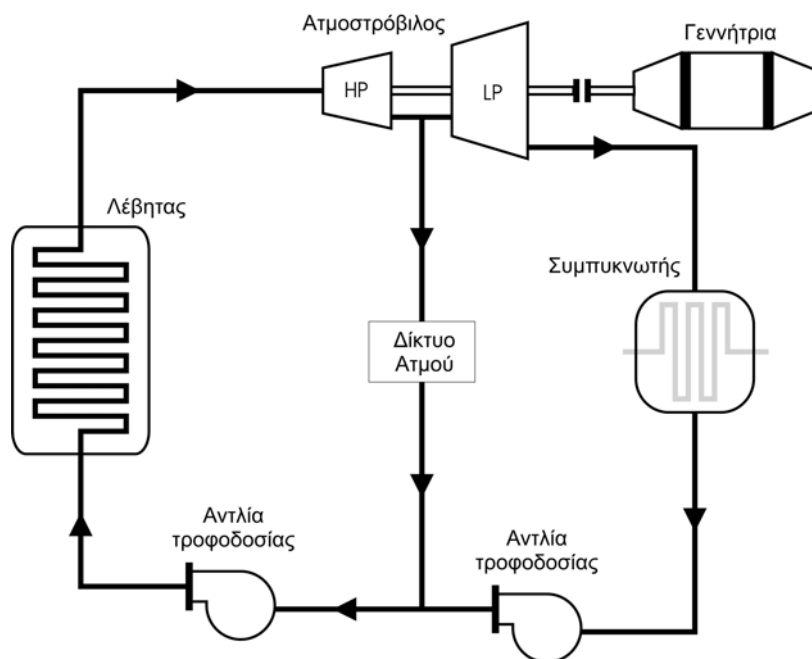 Ατμοστρόβιλος
Γεννήτρια
HP
LP
Λέβητας
Συμπυκνωτής
Δίκτυο
Ατμού
Αντλία
τροφοδοσίας
Αντλία
τροφοδοσίας